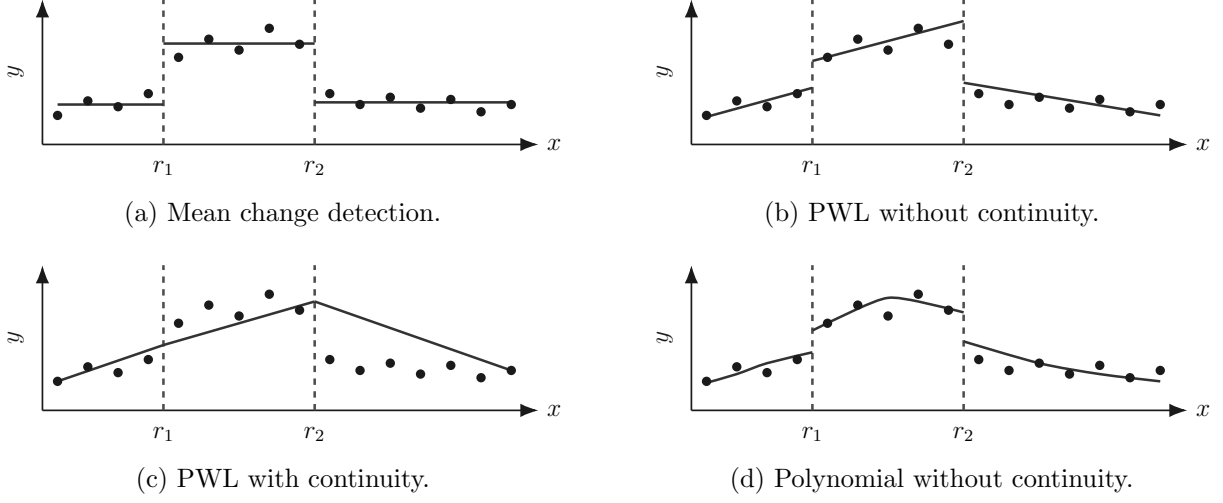 y
x
r₁ r₂
(a) Mean change detection.
y
x
r₁ r₂
(b) PWL without continuity.
y
x
r₁ r₂
(c) PWL with continuity.
y
x
r₁ r₂
(d) Polynomial without continuity.